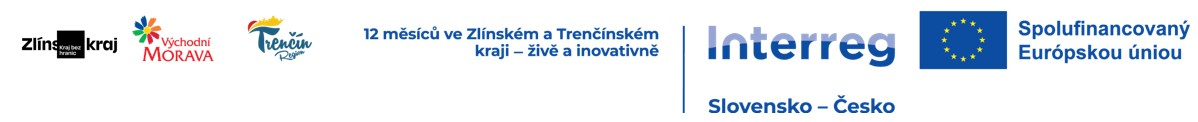 Zlínský kraj
Kraj bez
hranic
Východní
MORAVA
Trenčín
Region
12 měsíců ve Zlínském a Trenčínském
kraji – živě a inovativně
Interreg
Slovensko – Česko
Spolufinancovaný
Európskou úniou